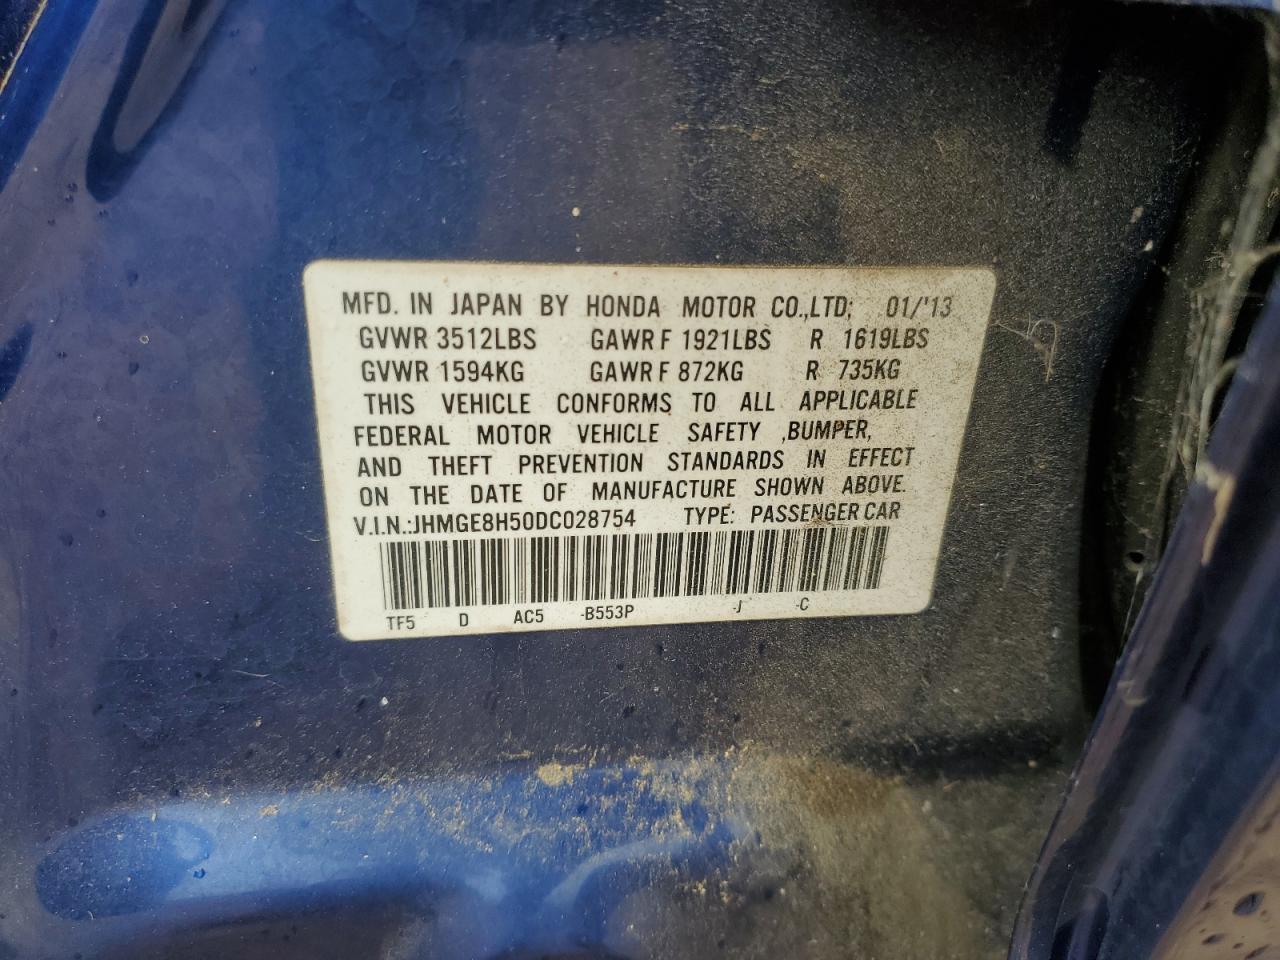 MFD. IN JAPAN BY HONDA MOTOR CO.,LTD; 01/'13
GVWR 3512LBS GAWR F 1921LBS R 1619LBS
GVWR 1594KG GAWR F 872KG R 735KG
THIS VEHICLE CONFORMS TO ALL APPLICABLE
FEDERAL MOTOR VEHICLE SAFETY ,BUMPER,
AND THEFT PREVENTION STANDARDS IN EFFECT
ON THE DATE OF MANUFACTURE SHOWN ABOVE.
V.I.N.:JHMGE8H50DC028754 TYPE: PASSENGER CAR
TF5 D AC5 -B553P -J -C